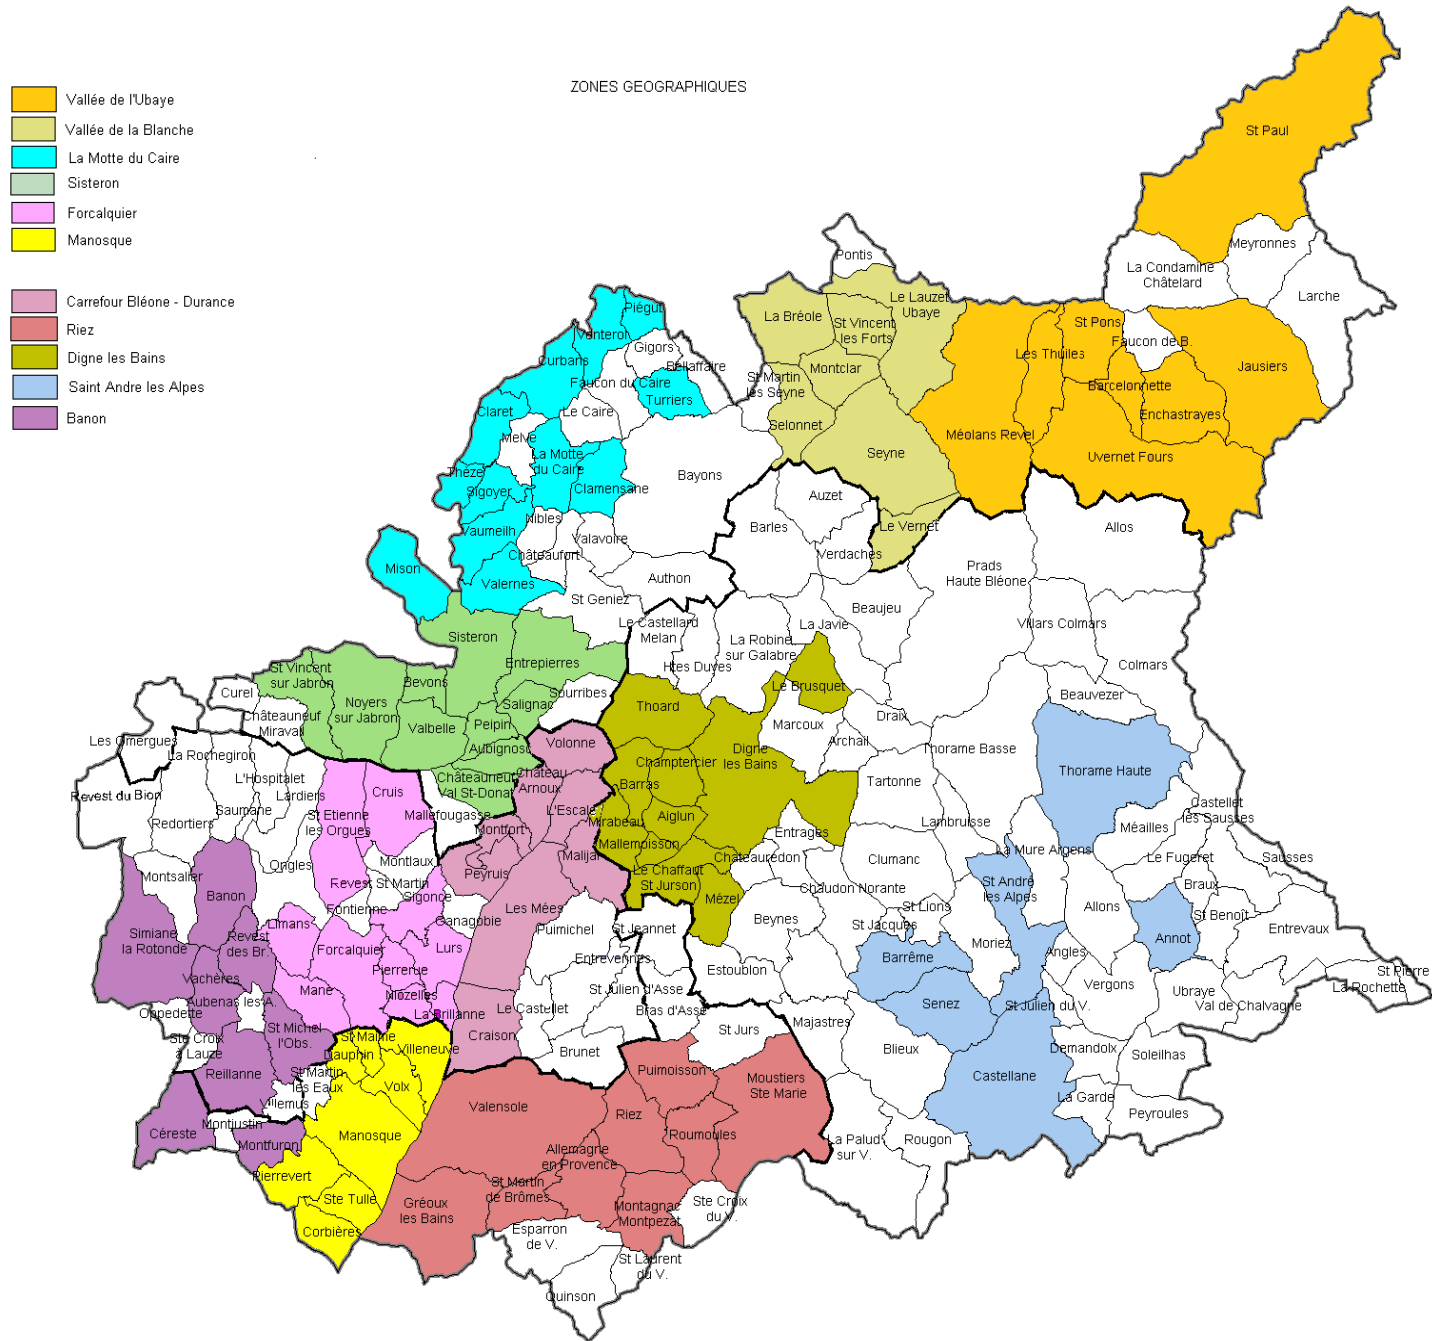 ZONES GEOGRAPHIQUES
Vallée de l'Ubaye
Vallée de la Blanche
La Motte du Caire
Sisteron
Forcalquier
Manosque
Carrefour Bléone - Durance
Riez
Digne les Bains
Saint Andre les Alpes
Banon
St Paul
Meyronnes
La Condamine
Châtelard
Larche
Pontis
Le Lauzet
Ubaye
La Bréole
St Vincent
les Forts
St Pons
Faucon de B.
Les Thuiles
Jausiers
Montclar
Barcelonnette
Enchastrayes
St Martin
les Seyne
Selonnet
Méolans Revel
Seyne
Uvernet Fours
Le Vernet
Piégut
Venterol
Gigors
Bellaffaire
Curbans
Faucon du Caire
Turriers
Claret
Le Caire
Melve
La Motte
du Caire
Thèze
Sigoyer
Clamensane
Bayons
Nibles
Vaumeilh
Valavoire
Châteaufort
Mison
Valernes
Authon
St Geniez
Auzet
Barles
Verdaches
Allos
Prads
Haute Bléone
Beaujeu
Le Castellard
Melan
La Robine
sur Galabre
La Javie
Villars Colmars
Htes Duyes
Colmars
Sisteron
Entrepierres
St Vincent
sur Jabron
Bevons
Curel
Noyers
sur Jabron
Salignac
Sourribes
Châteauneuf
Miravail
Valbelle
Peipin
Aubignosc
Les Omergues
La Rochegiron
Châteauneuf
Val St-Donat
Volonne
Château
Arnoux
Thoard
Le Brusquet
Marcoux
Draix
Archail
Beauvezer
Digne
les Bains
Champtercier
Barras
Thorame Basse
Thorame Haute
Tartonne
L'Hospitalet
Lardiers
Revest du Bion
Saumane
Redortiers
St Etienne
les Orgues
Cruis
Mallefougasse
L'Escale
Montfort
Mirabeau
Aiglun
Mallemoisson
Malijai
Peyruis
Entrages
Châteauredon
Lambruisse
Castellet
les Sausses
Méailles
La Mure Argens
Le Fugeret
Sausses
Clumanc
Ongles
Montlaux
Montsalier
Banon
Revest St Martin
Sigonce
Fontienne
Ganagobie
Le Chaffaut
St Jurson
Mézel
Chaudon Norante
St André
les Alpes
Braux
St Lions
Allons
St Benoît
Les Mées
Beynes
St Jacques
Puimichel
St Jeannet
Entrevaux
Annot
Simiane
la Rotonde
Limans
Revest
des Br.
Forcalquier
Lurs
Moriez
Barrême
Angles
Entrevennes
Estoublon
Pierrerue
Vachères
Mane
Niozelles
St Pierre
La Rochette
Vergons
Ubraye
Val de Chalvagne
Aubenas les A.
Oppedette
La Brillanne
Le Castellet
St Julien d'Asse
Bras d'Asse
Senez
St Julien du V.
St Michel
l'Obs.
Ste Croix
à Lauze
St Maime
Dauphin
Villeneuve
Craison
St Jurs
Majastres
Brunet
Blieux
Demandolx
Soleilhas
Reillanne
St Martin
les Eaux
Volx
Puimoisson
Moustiers
Ste Marie
Castellane
La Garde
Peyroules
Villemus
Valensole
Riez
Céreste
Montjustin
Montfuron
Manosque
Roumoules
La Palud
sur V.
Rougon
Pierrevert
Allemagne
en Provence
Ste Tulle
St Martin
de Brômes
Gréoux
les Bains
Montagnac
Montpezat
Ste Croix
du V.
Corbières
Esparron
de V.
St Laurent
du V.
Quinson